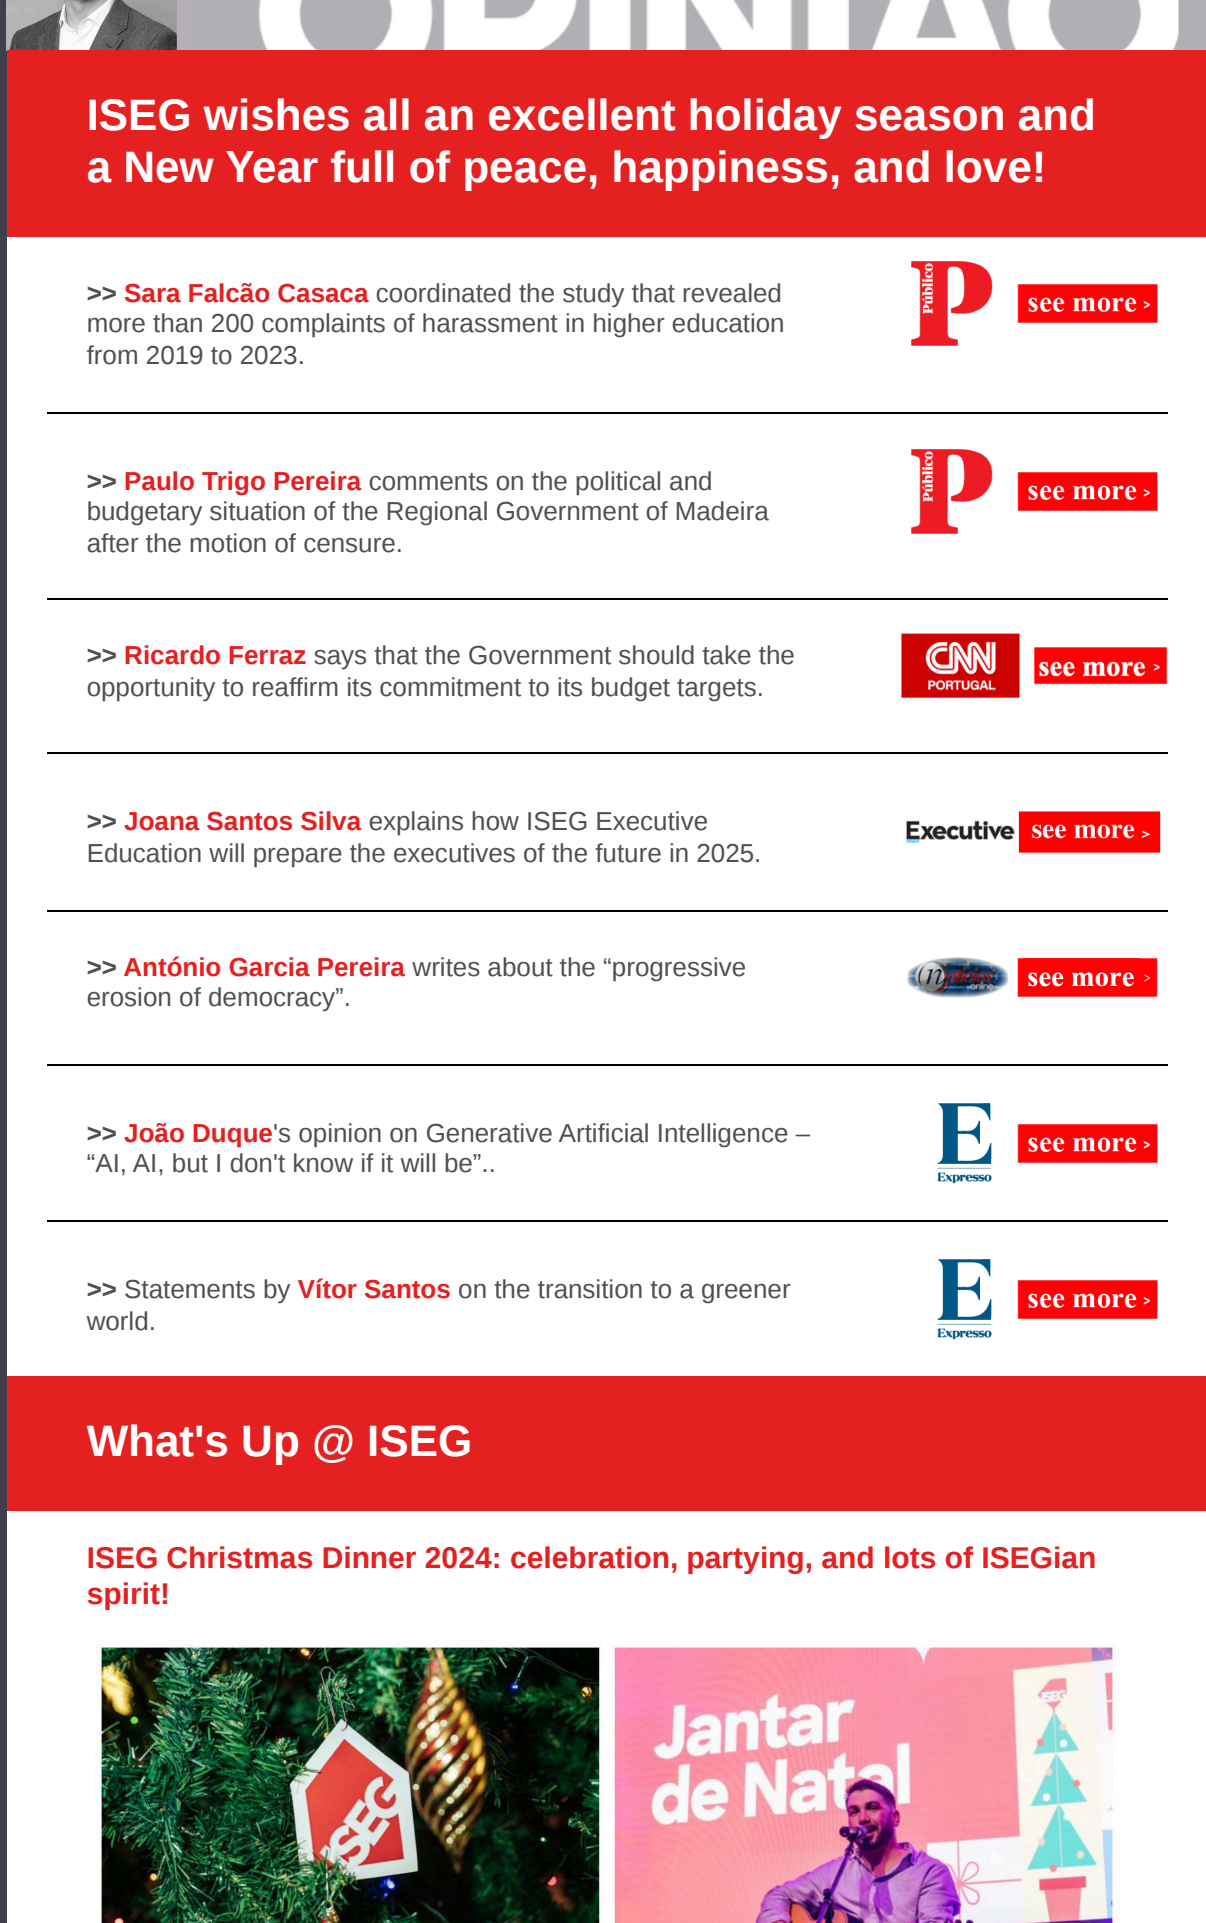 OPINIÃO
ISEG wishes all an excellent holiday season and
a New Year full of peace, happiness, and love!
>> Sara Falcão Casaca coordinated the study that revealed
more than 200 complaints of harassment in higher education
from 2019 to 2023.
Público
P
see more >
>> Paulo Trigo Pereira comments on the political and
budgetary situation of the Regional Government of Madeira
after the motion of censure.
Público
P
see more >
>> Ricardo Ferraz says that the Government should take the
opportunity to reaffirm its commitment to its budget targets.
CNN
PORTUGAL
see more >
>> Joana Santos Silva explains how ISEG Executive
Education will prepare the executives of the future in 2025.
Executive
see more >
>> António Garcia Pereira writes about the “progressive
erosion of democracy”.
Notícias
online
see more >
>> João Duque's opinion on Generative Artificial Intelligence –
“AI, AI, but I don't know if it will be”..
E
Expresso
see more >
>> Statements by Vítor Santos on the transition to a greener
world.
E
Expresso
see more >
What's Up @ ISEG
ISEG Christmas Dinner 2024: celebration, partying, and lots of ISEGian
spirit!
ISEG
Jantar
de Natal
ISEG